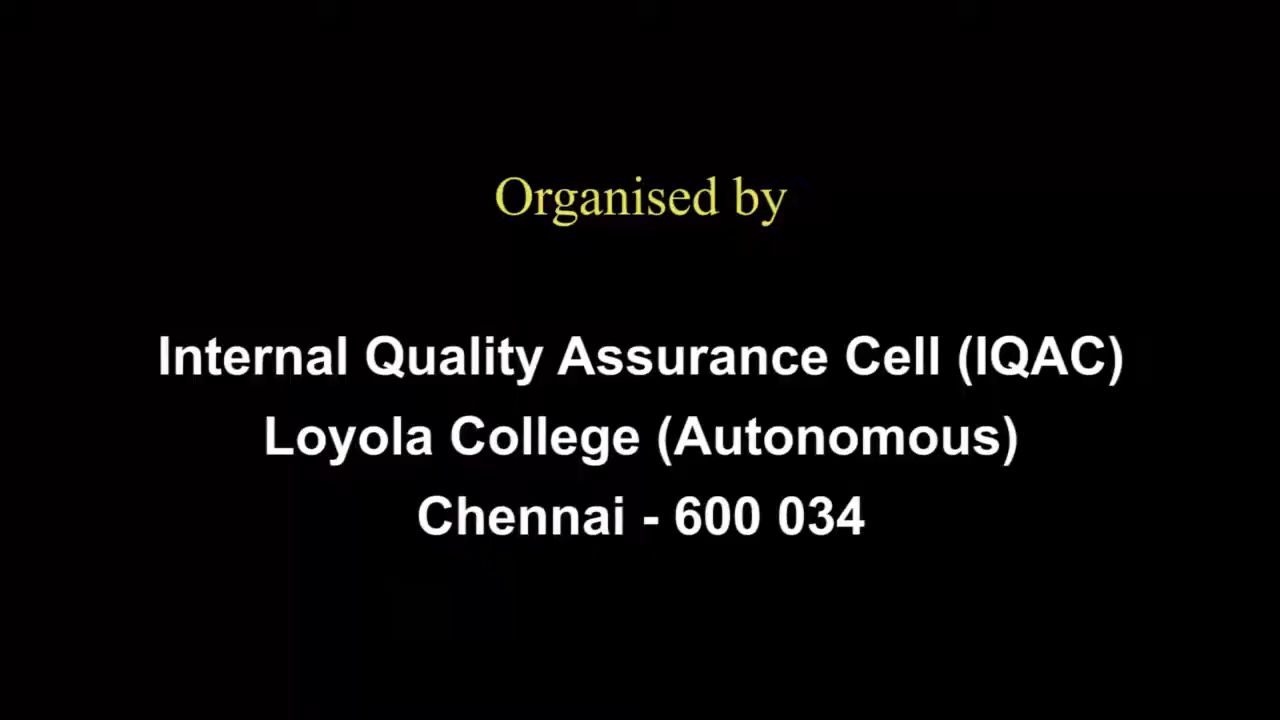 Organised by
Internal Quality Assurance Cell (IQAC)
Loyola College (Autonomous)
Chennai - 600 034